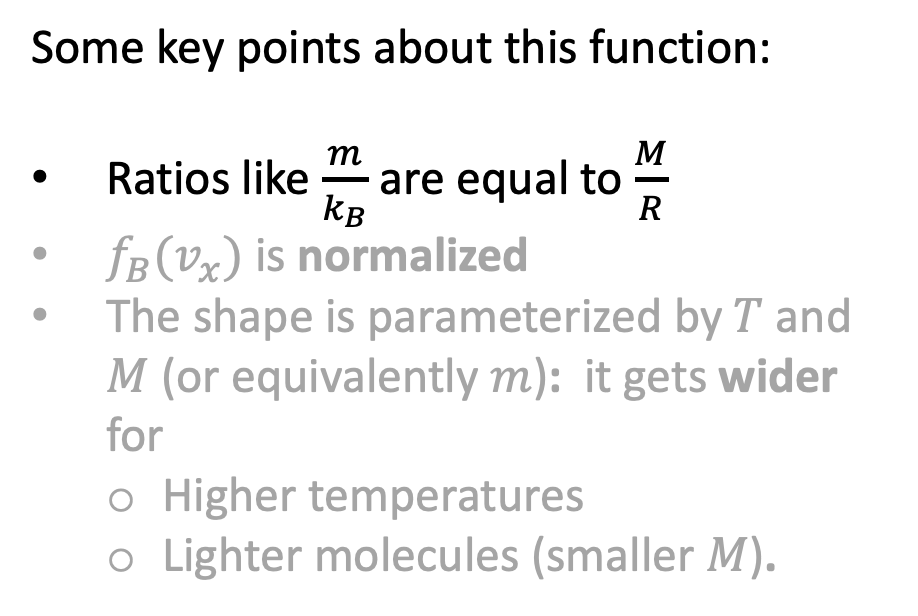 Some key points about this function:
• Ratios like m/k_B are equal to M/R
• f_B(v_x) is normalized
• The shape is parameterized by T and
M (or equivalently m): it gets wider
for
o Higher temperatures
o Lighter molecules (smaller M).